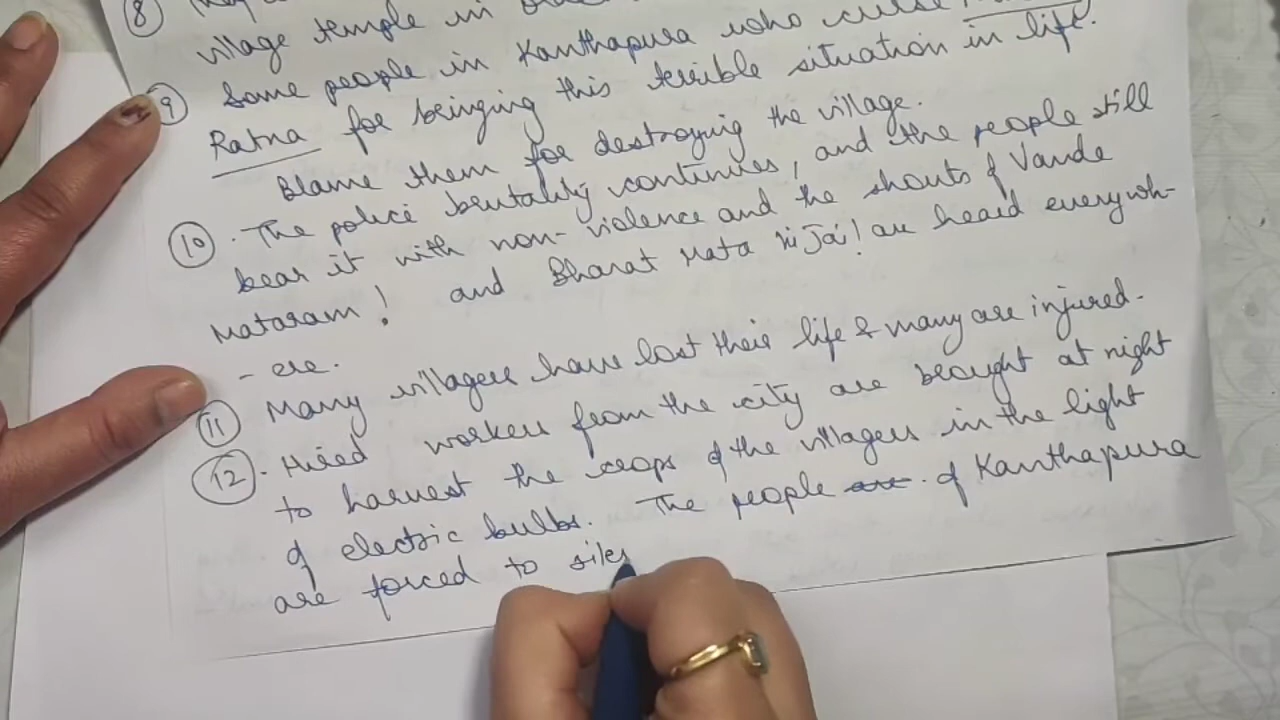 ⑧
village temple in
⑨ Some people in Kanthapura who curse
Ratna for bringing this terrible situation in life.
Blame them for destroying the village.
⑩ . The police brutality continues, and the people still
bear it with non-violence and the shouts of Vande
Mataram! and Bharat Mata ki Jai! are heard everywh-
- ere.
⑪ Many villagers have lost their life & many are injured.
⑫ . Hired workers from the city are brought at night
to harvest the crops of the villagers in the light
of electric bulbs. The people are . of Kanthapura
are forced to silen